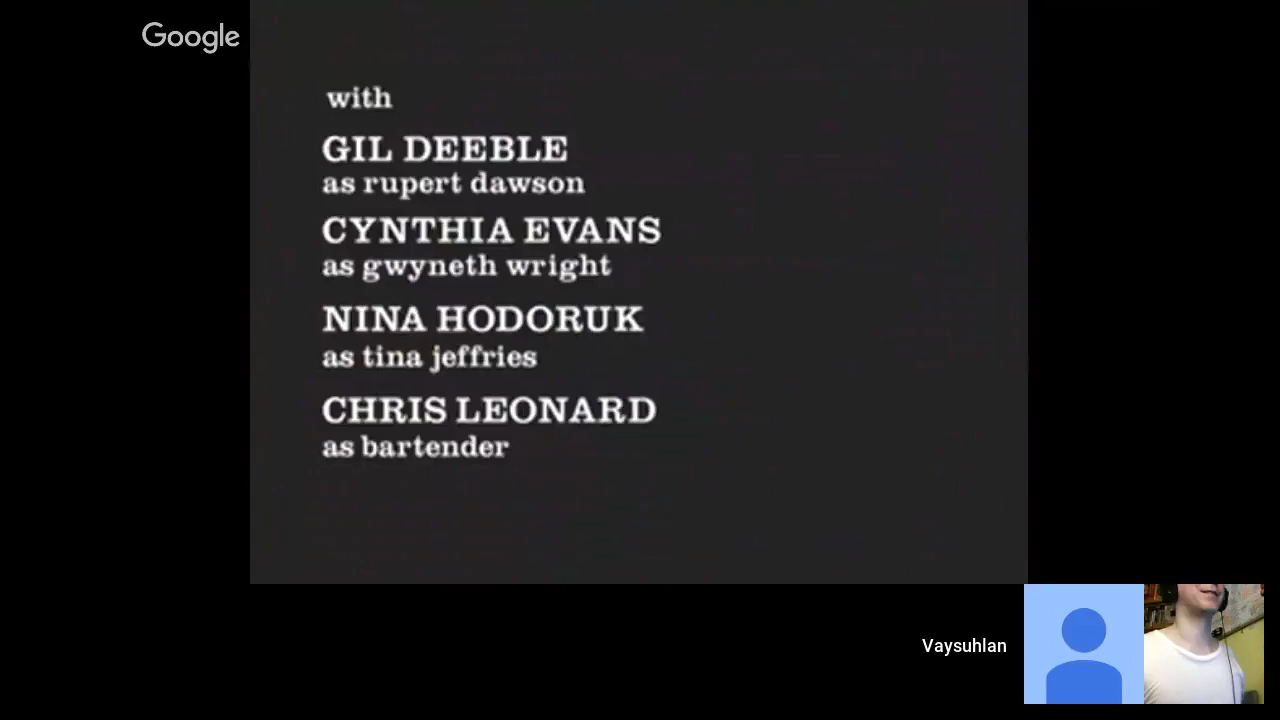 Google
with
GIL DEEBLE
as rupert dawson
CYNTHIA EVANS
as gwyneth wright
NINA HODORUK
as tina jeffries
CHRIS LEONARD
as bartender
Vaysuhlan